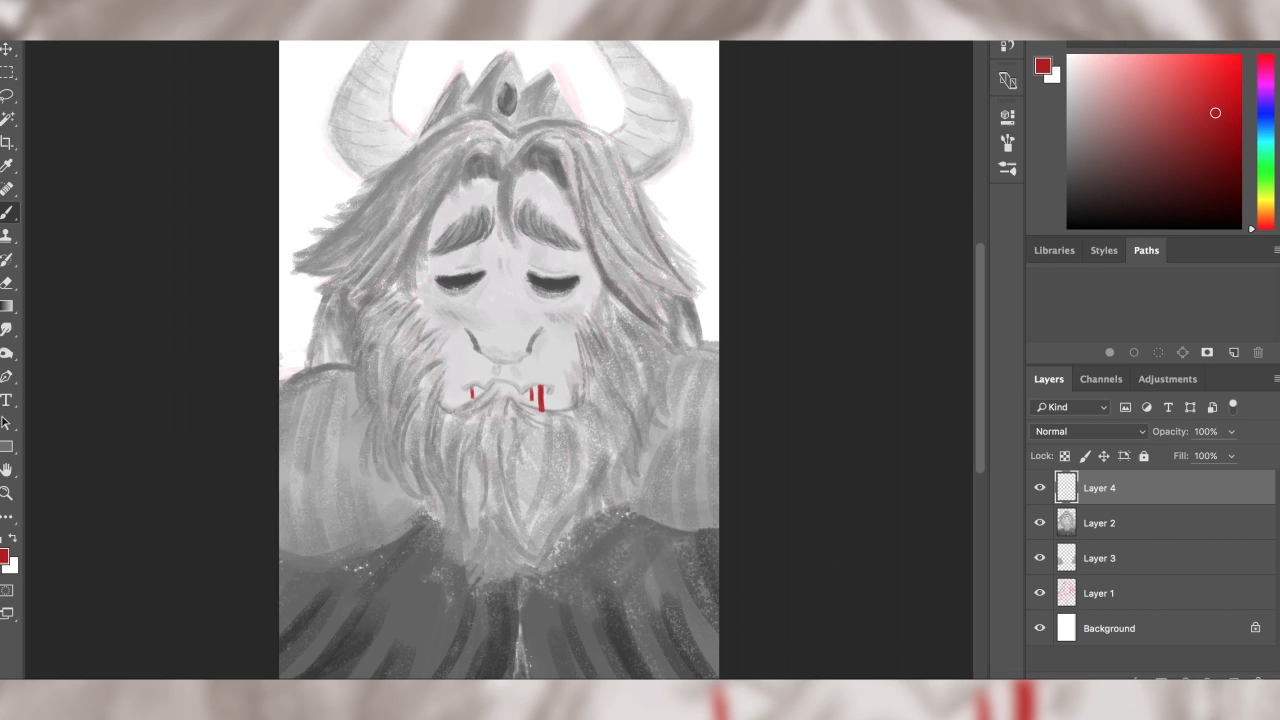 Libraries Styles Paths
Layers Channels Adjustments
Kind
Normal Opacity: 100%
Lock: Fill: 100%
Layer 4
Layer 2
Layer 3
Layer 1
Background